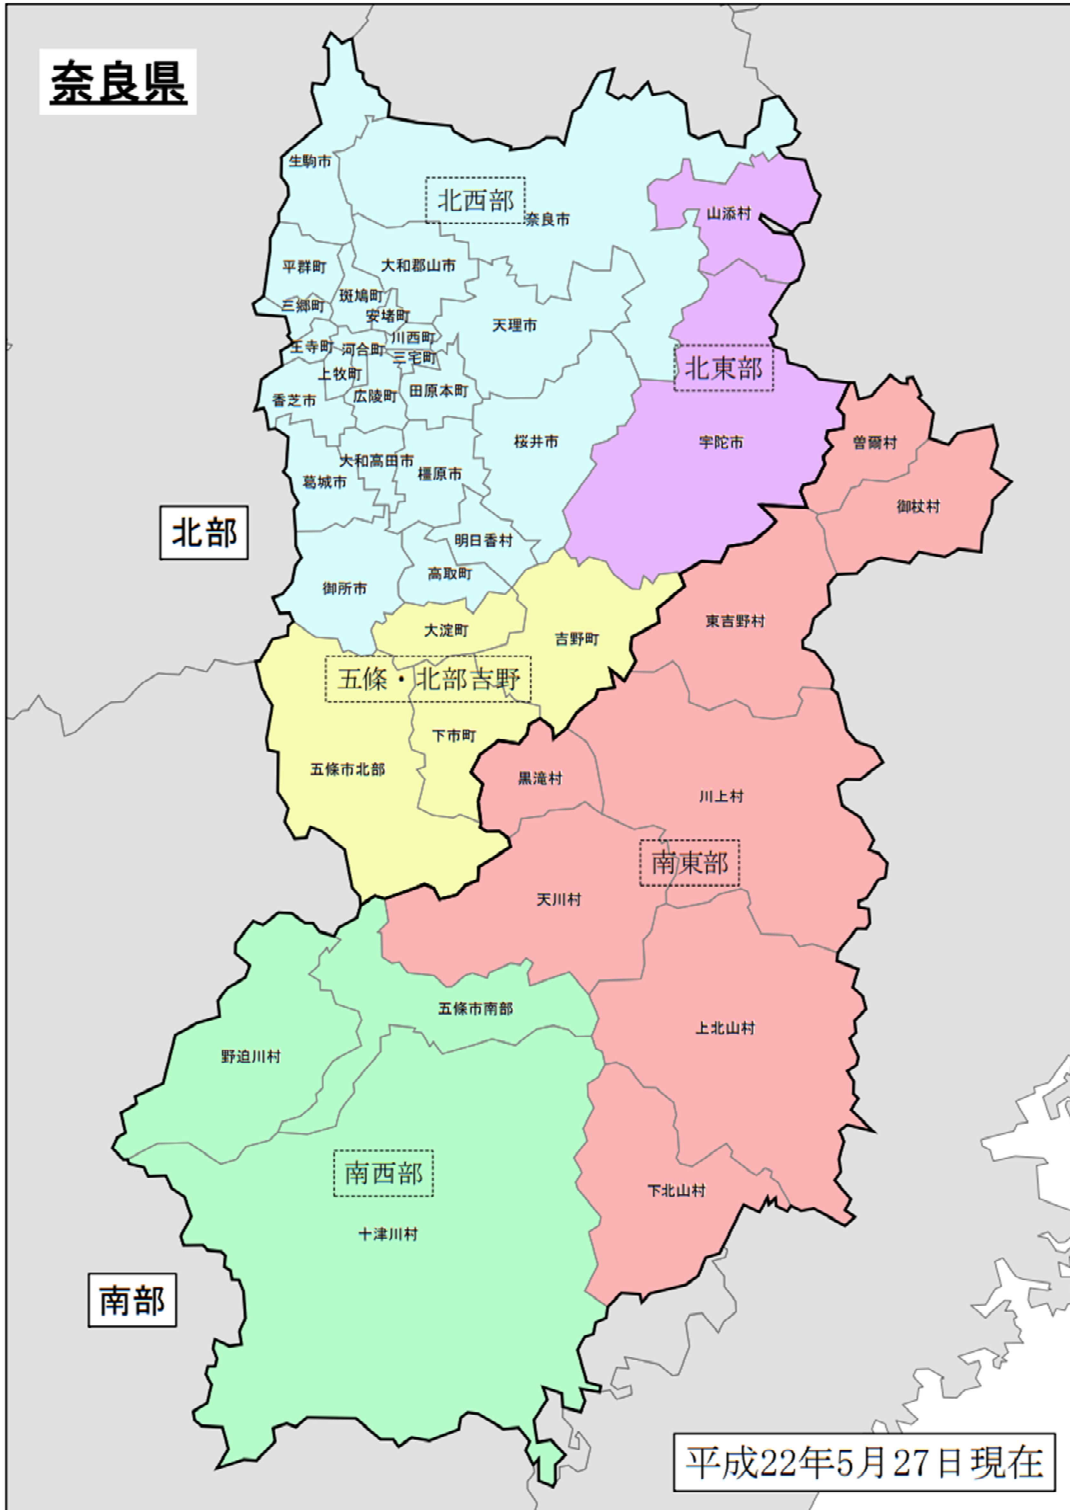 奈良県
生駒市
北西部
奈良市
山添村
平群町
大和郡山市
斑鳩町
三郷町
安堵町
天理市
川西町
王寺町
河合町
三宅町
北東部
上牧町
田原本町
広陵町
香芝市
桜井市
宇陀市
曽爾村
大和高田市
橿原市
葛城市
御杖村
北部
明日香村
高取町
御所市
東吉野村
大淀町
吉野町
五條・北部吉野
下市町
五條市北部
黒滝村
川上村
南東部
天川村
五條市南部
上北山村
野迫川村
南西部
下北山村
十津川村
南部
平成22年5月27日現在